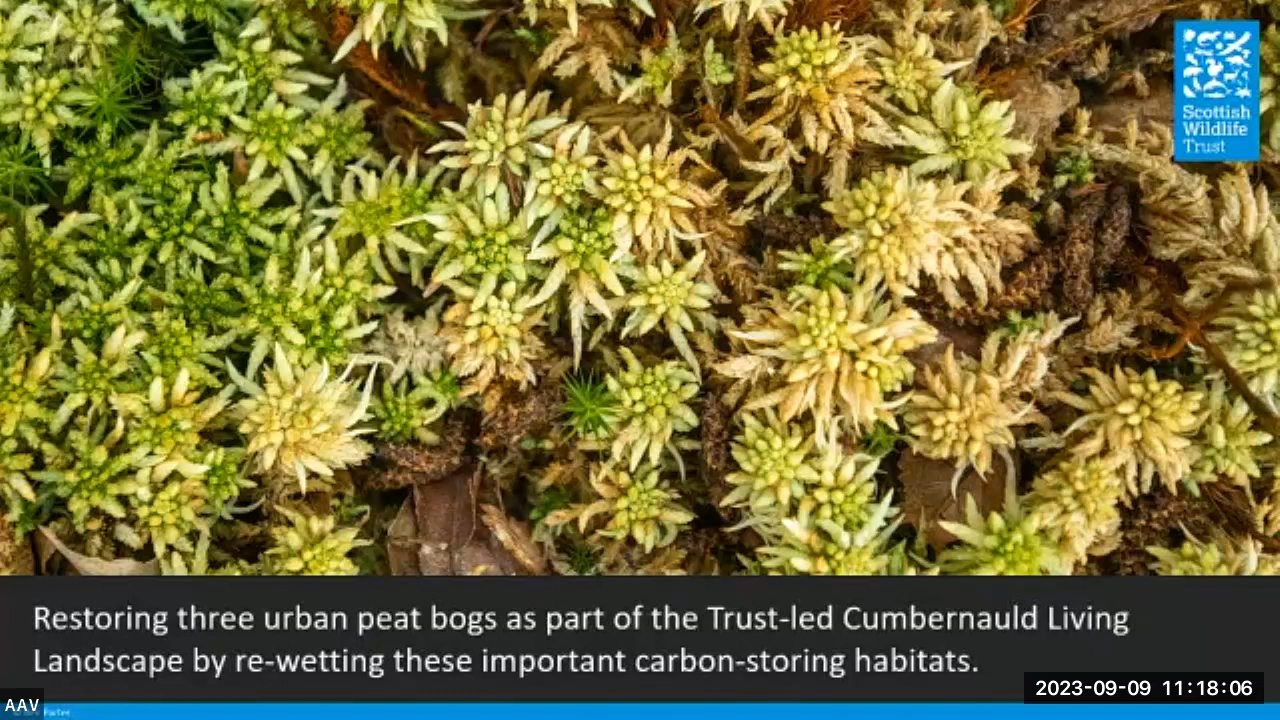 Scottish
Wildlife
Trust
Restoring three urban peat bogs as part of the Trust-led Cumbernauld Living
Landscape by re-wetting these important carbon-storing habitats.
2023-09-09 11:18:06
AAV